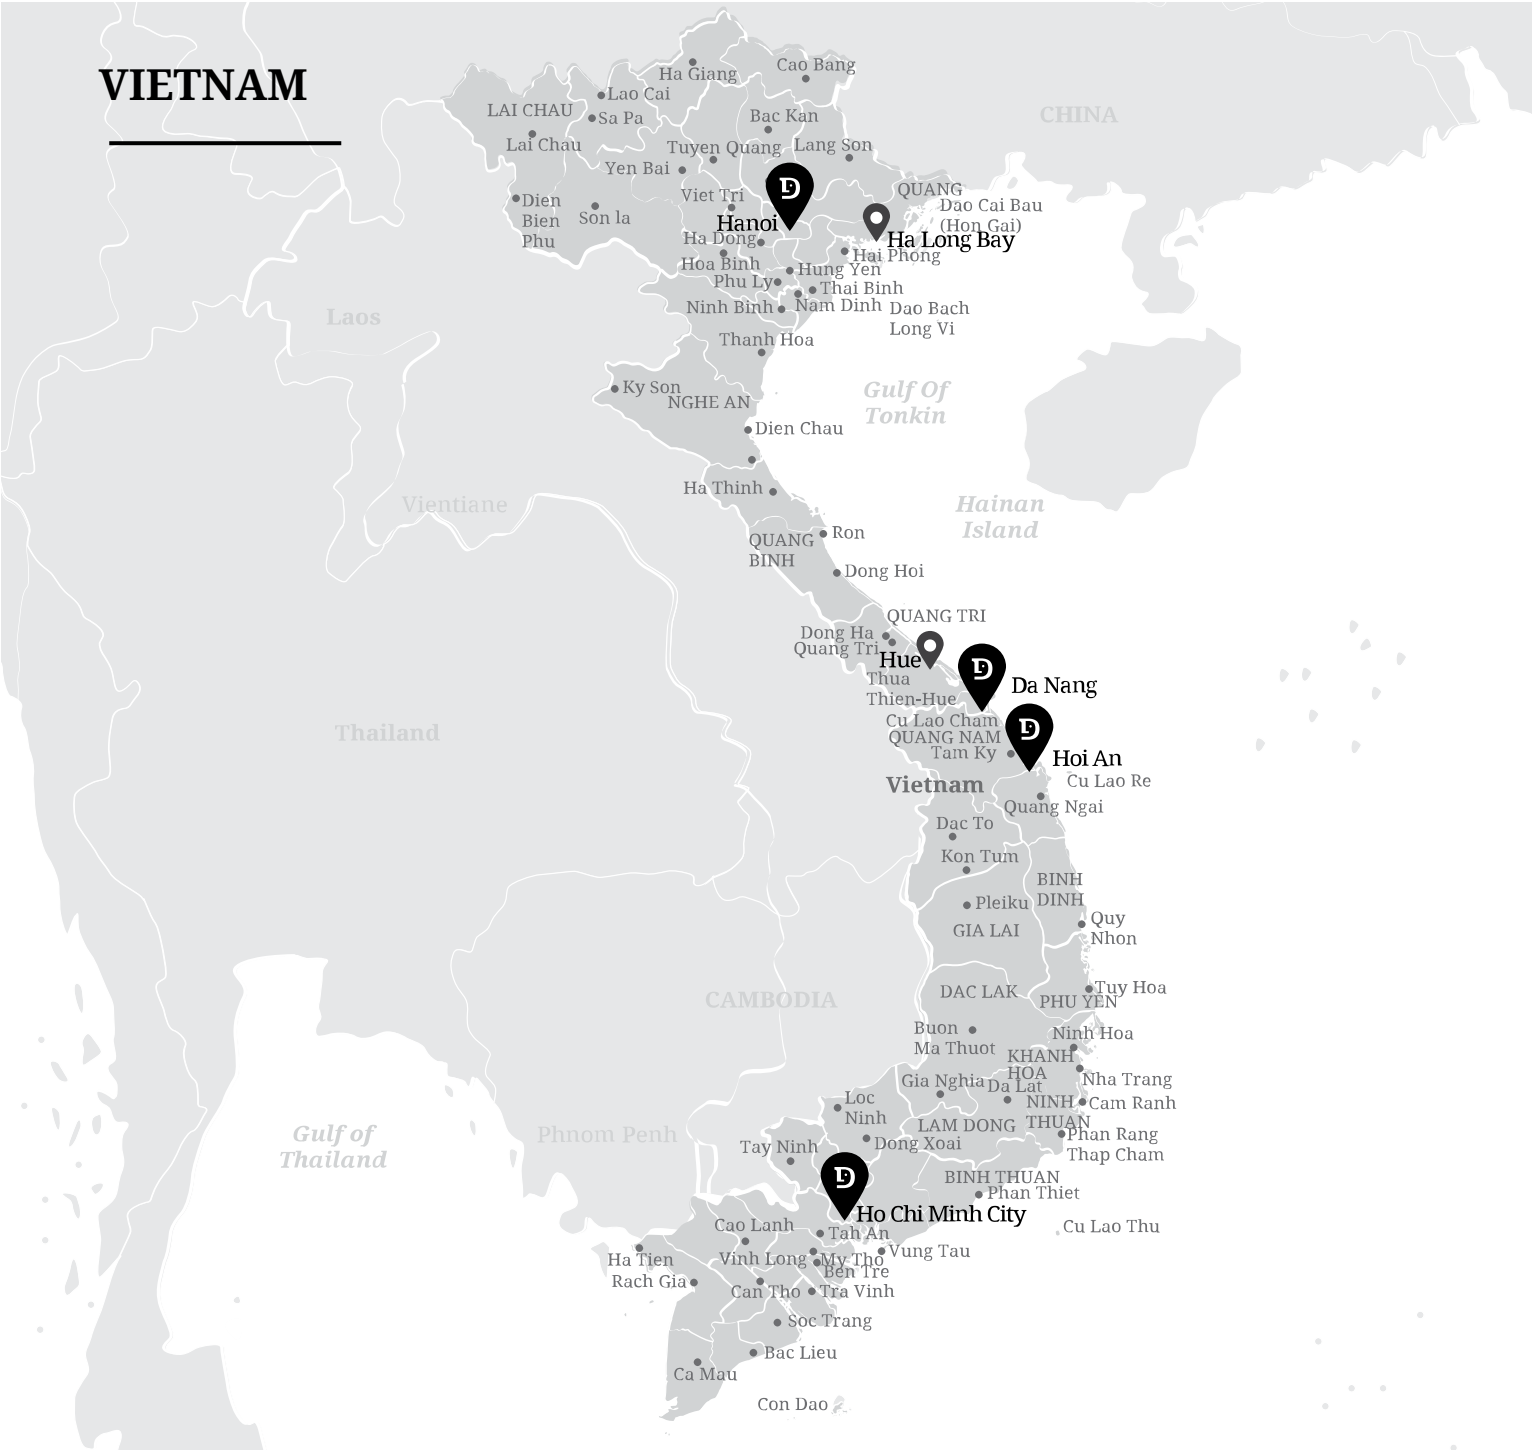 VIETNAM
Ha Giang
Cao Bang
Lao Cai
LAI CHAU
Sa Pa
Bac Kan
CHINA
Lai Chau
Tuyen Quang
Lang Son
Yen Bai
QUANG
Viet Tri
Dien
Bien
Phu
Son la
D
Dao Cai Bau
(Hon Gai)
Hanoi
Ha Long Bay
Ha Dong
Hai Phong
Hoa Binh
Hung Yen
Phu Ly
Thai Binh
Ninh Binh
Nam Dinh
Dao Bach
Long Vi
Laos
Thanh Hoa
Ky Son
NGHE AN
Gulf Of
Tonkin
Dien Chau
Ha Thinh
Vientiane
Hainan
Island
Ron
QUANG
BINH
Dong Hoi
QUANG TRI
Dong Ha
Quang Tri
Hue
D
Thua
Thien-Hue
Da Nang
Cu Lao Cham
QUANG NAM
Tam Ky
D
Hoi An
Thailand
Vietnam
Cu Lao Re
Quang Ngai
Dac To
Kon Tum
BINH
DINH
Pleiku
GIA LAI
Quy
Nhon
DAC LAK
Tuy Hoa
PHU YEN
CAMBODIA
Buon
Ma Thuot
Ninh Hoa
KHANH
HOA
Gia Nghia
Da Lat
Nha Trang
NINH
THUAN
Cam Ranh
Loc
Ninh
LAM DONG
Phan Rang
Thap Cham
Gulf of
Thailand
Phnom Penh
Tay Ninh
Dong Xoai
D
BINH THUAN
Phan Thiet
Ho Chi Minh City
Cao Lanh
Tah An
Cu Lao Thu
Ha Tien
Vinh Long
My Tho
Vung Tau
Ben Tre
Rach Gia
Can Tho
Tra Vinh
Soc Trang
Bac Lieu
Ca Mau
Con Dao